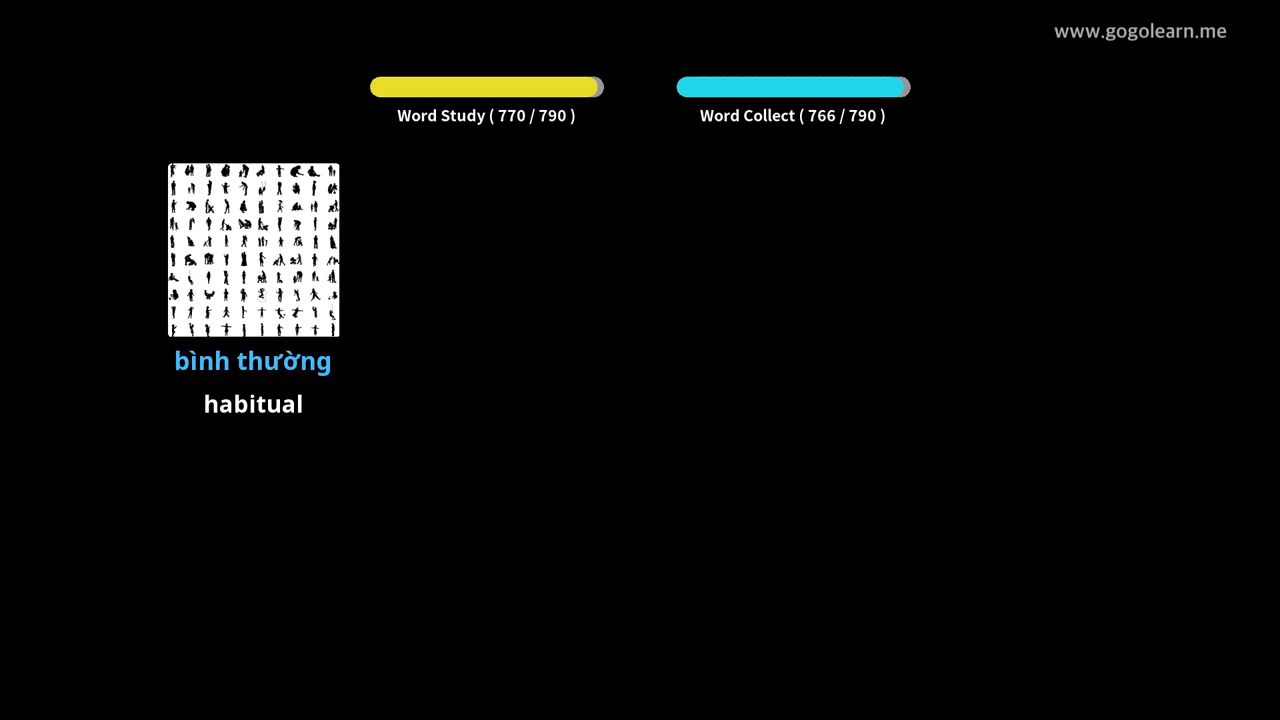 www.gogolearn.me
Word Study ( 770 / 790 )
Word Collect ( 766 / 790 )
bình thường
habitual